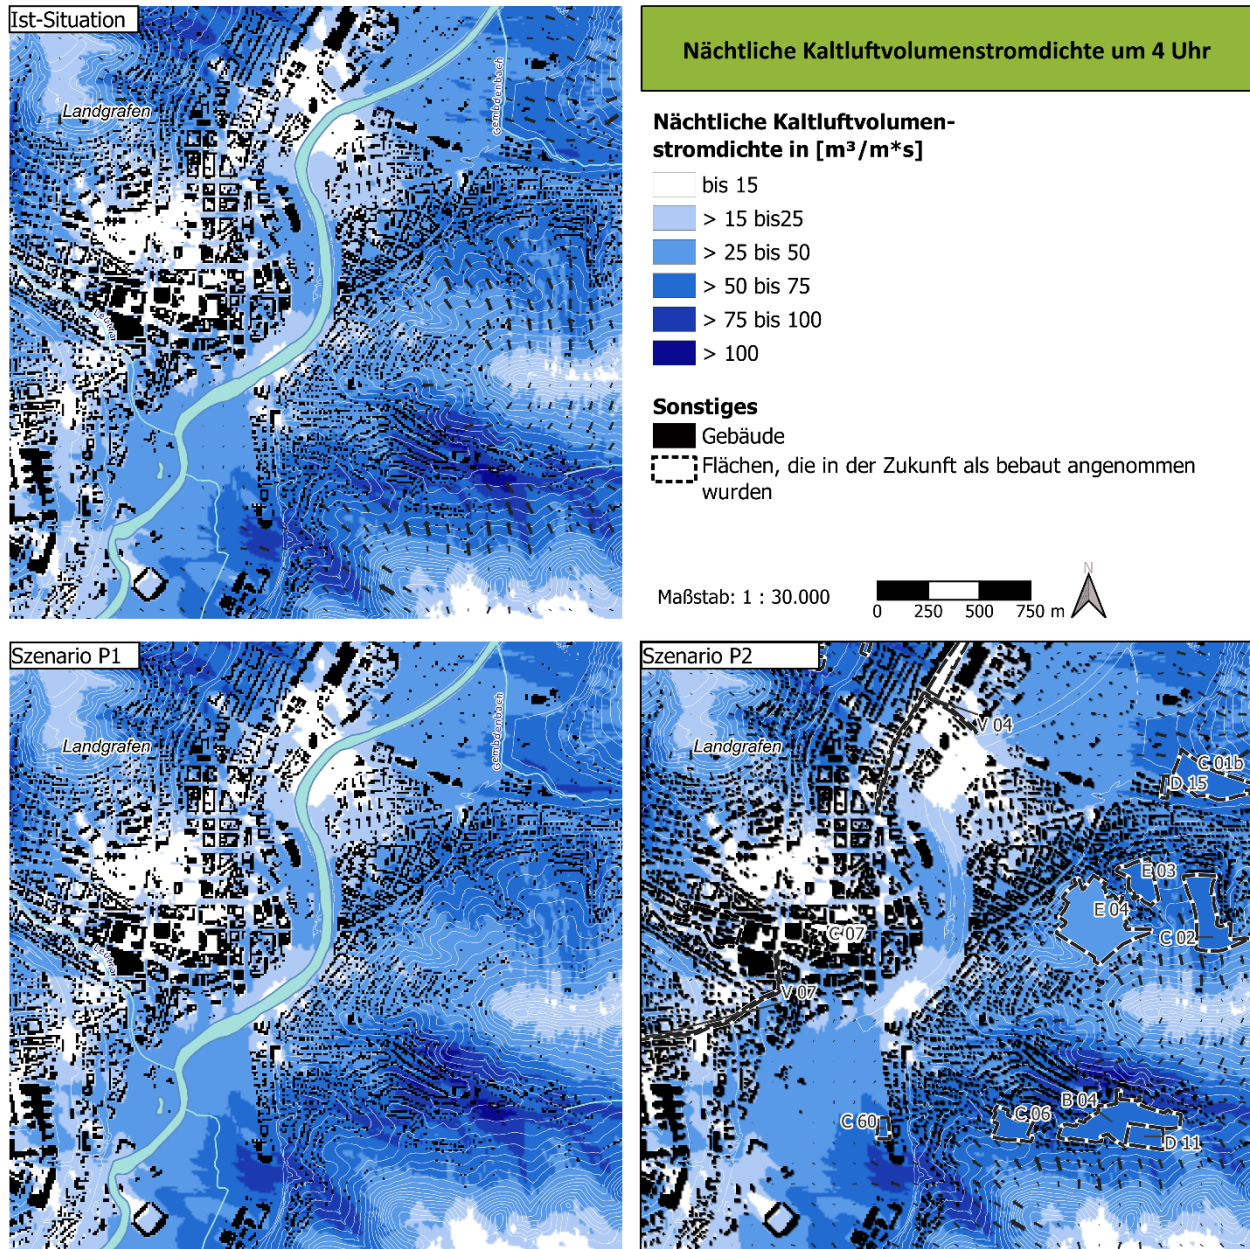 Ist-Situation
Landgrafen
Gembdenbach
Leutra
Nächtliche Kaltluftvolumenstromdichte um 4 Uhr
Nächtliche Kaltluftvolumen-
stromdichte in [m³/m*s]
bis 15
> 15 bis25
> 25 bis 50
> 50 bis 75
> 75 bis 100
> 100
Sonstiges
Gebäude
Flächen, die in der Zukunft als bebaut angenommen
wurden
Maßstab: 1 : 30.000
0 250 500 750 m
N
Szenario P1
Landgrafen
Gembdenbach
Leutra
Szenario P2
Landgrafen
V 04
C 01b
D 15
E 03
E 04
C 02
C 07
V 07
C 60
C 06
B 04
D 11